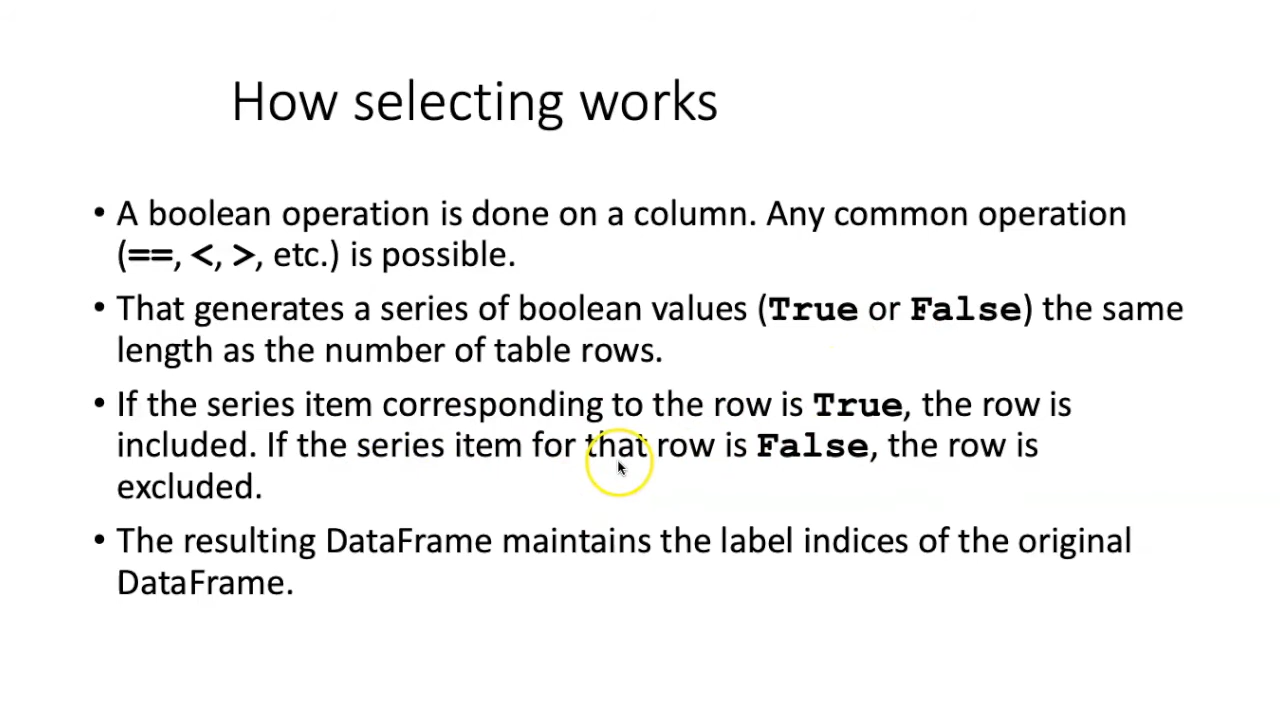 How selecting works
• A boolean operation is done on a column. Any common operation
(==, <, >, etc.) is possible.
• That generates a series of boolean values (True or False) the same
length as the number of table rows.
• If the series item corresponding to the row is True, the row is
included. If the series item for that row is False, the row is
excluded.
• The resulting DataFrame maintains the label indices of the original
DataFrame.